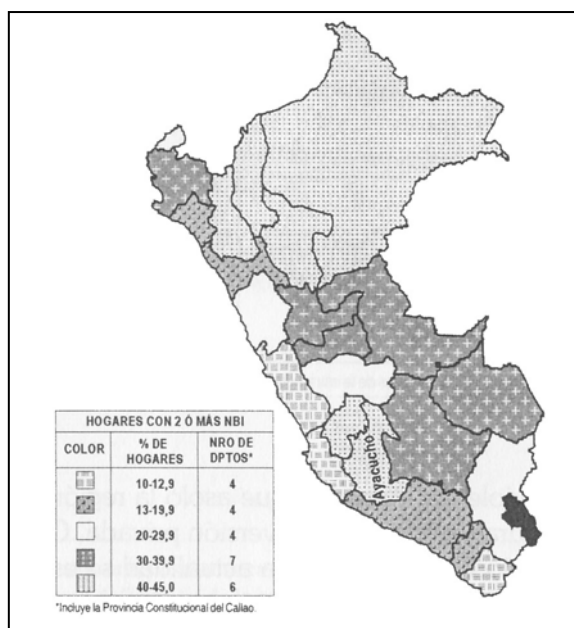 Ayacucho
HOGARES CON 2 Ó MÁS NBI
COLOR % DE HOGARES NRO DE DPTOS*
10-12,9 4
13-19,9 4
20-29,9 4
30-39,9 7
40-45,0 6
*Incluye la Provincia Constitucional del Callao.